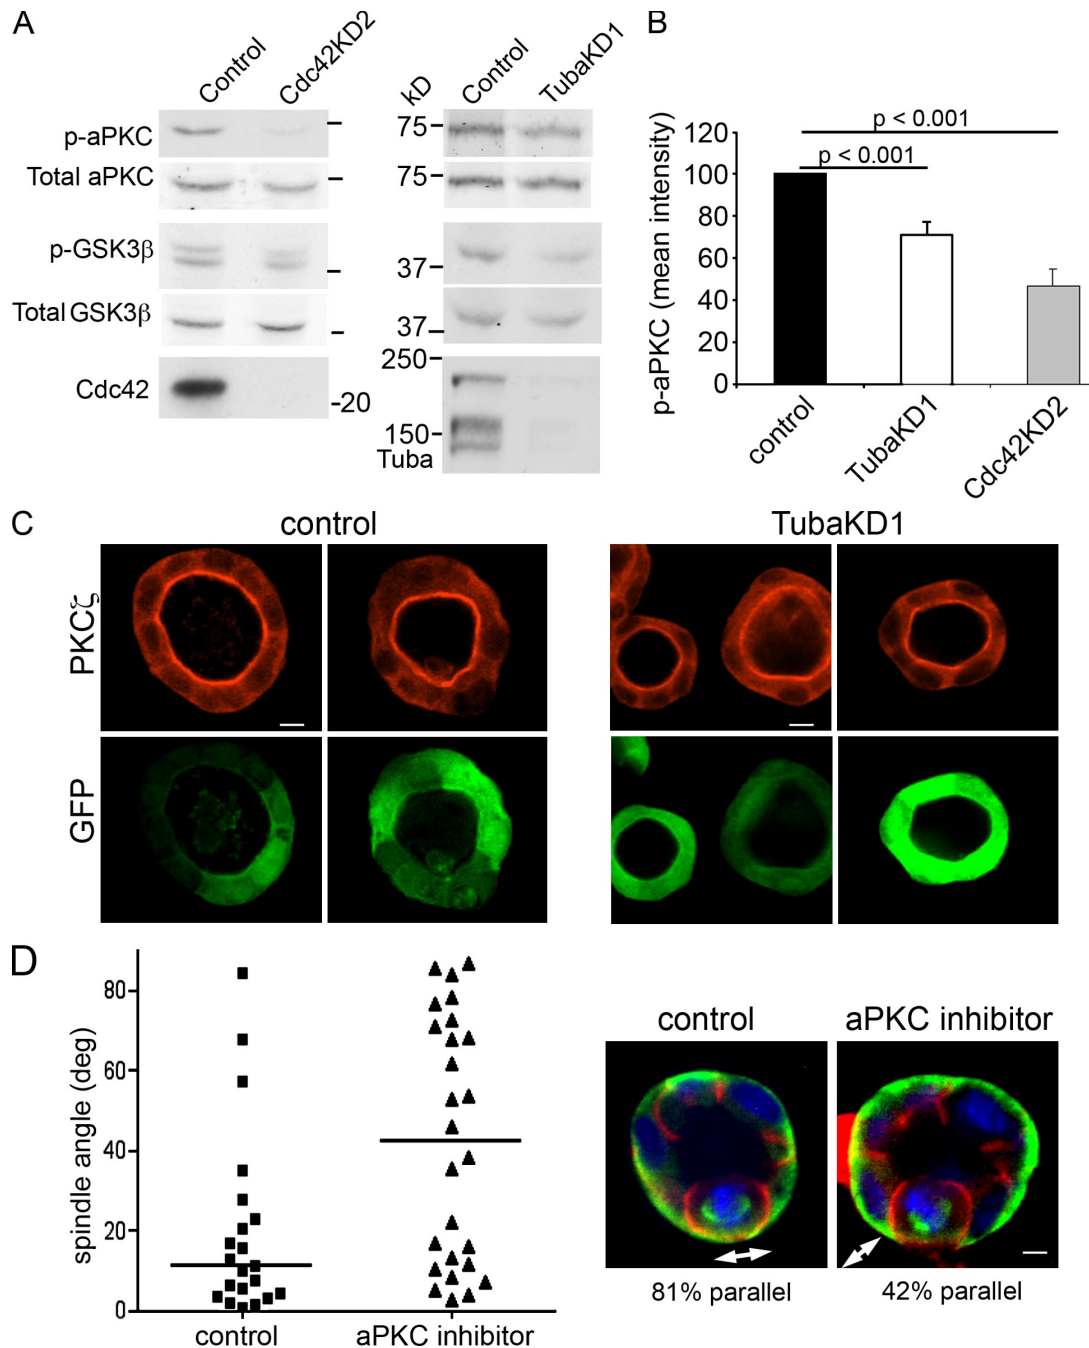 A
Control
Cdc42KD2
kD
Control
TubaKD1
p-aPKC
75
Total aPKC
75
p-GSK3β
37
Total GSK3β
37
Cdc42
-20
250
150
Tuba
B
p-aPKC (mean intensity)
120
100
80
60
40
20
0
p < 0.001
p < 0.001
control
TubaKD1
Cdc42KD2
C
control
TubaKD1
PKCζ
GFP
D
spindle angle (deg)
80
60
40
20
0
control
aPKC inhibitor
control
aPKC inhibitor
81% parallel
42% parallel